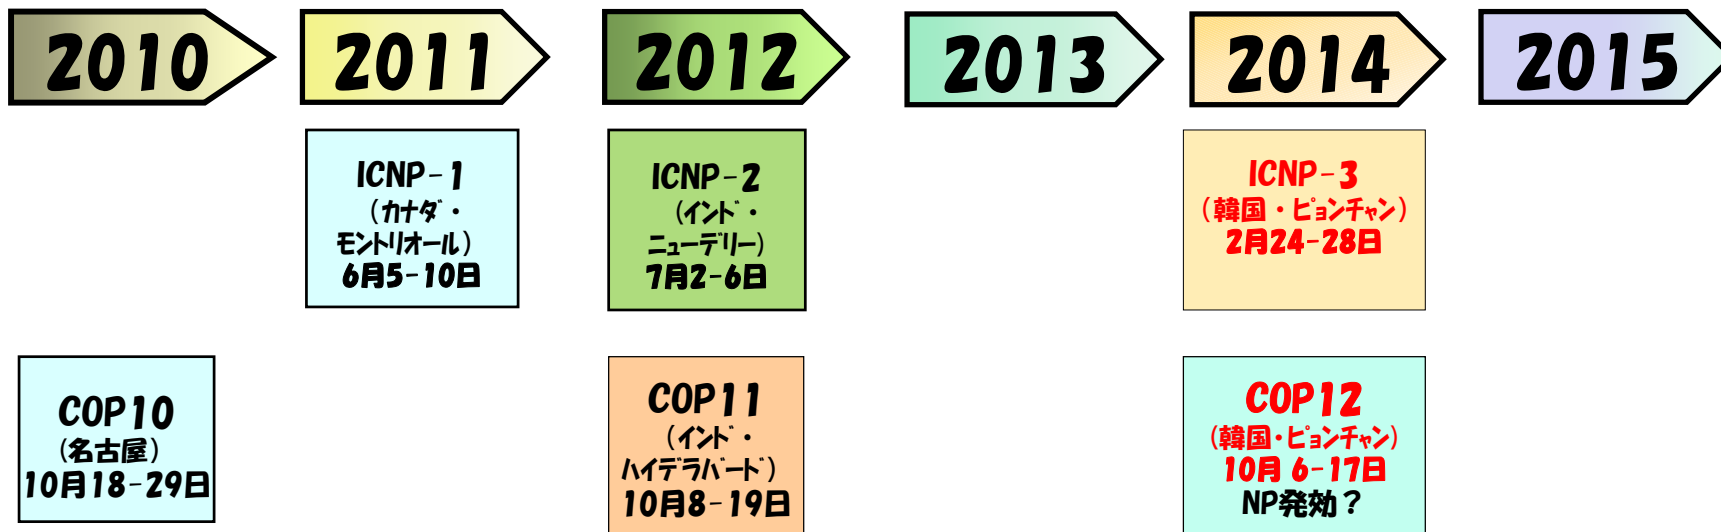 2010
2011
2012
2013
2014
2015
ICNP-1
(カナダ・
モントリオール)
6月5-10日
ICNP-2
(インド・
ニューデリー)
7月2-6日
ICNP-3
(韓国・ピョンチャン)
2月24-28日
COP10
(名古屋)
10月18-29日
COP11
(インド・
ハイデラバード)
10月8-19日
COP12
(韓国・ピョンチャン)
10月 6-17日
NP発効？